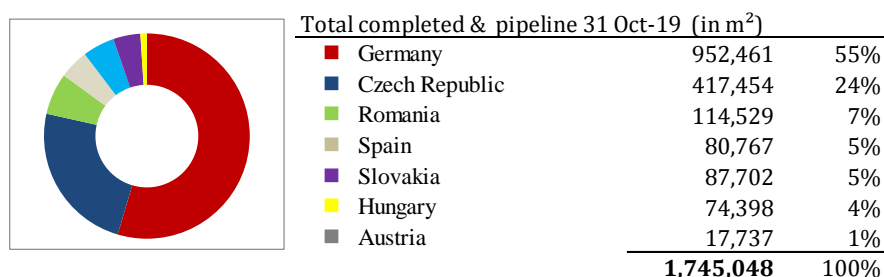 Total completed & pipeline 31 Oct-19 (in m²)
Germany 952,461 55%
Czech Republic 417,454 24%
Romania 114,529 7%
Spain 80,767 5%
Slovakia 87,702 5%
Hungary 74,398 4%
Austria 17,737 1%
1,745,048 100%